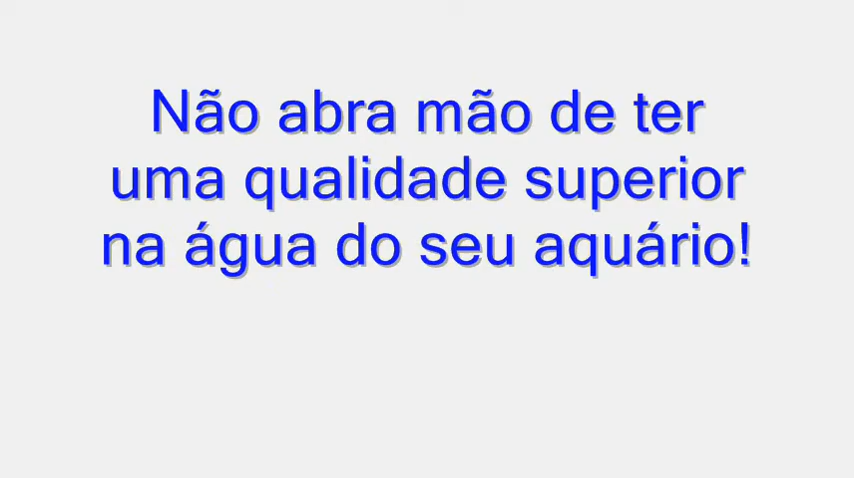 Não abra mão de ter
uma qualidade superior
na água do seu aquário!